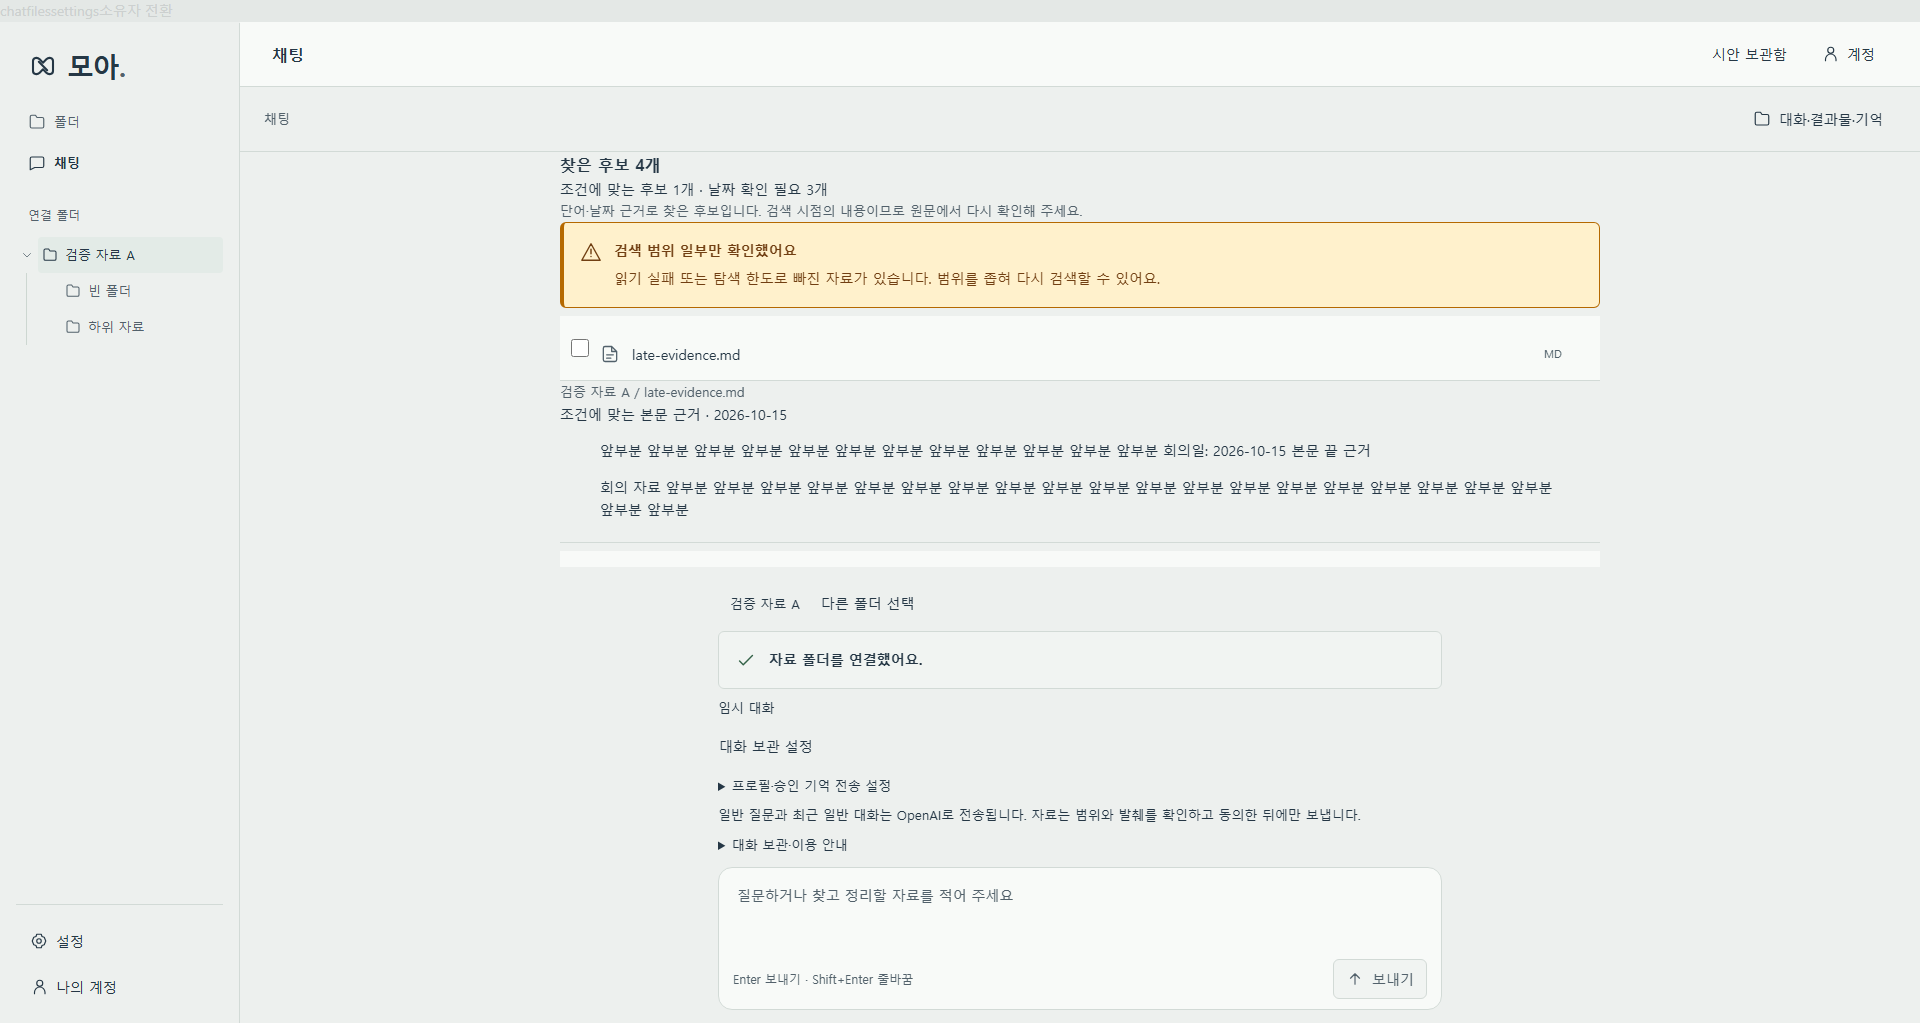 chatfilessettings소유자 전환
모아.
폴더
채팅
연결 폴더
검증 자료 A
빈 폴더
하위 자료
설정
나의 계정
채팅
시안 보관함
계정
채팅
대화·결과물·기억
찾은 후보 4개
조건에 맞는 후보 1개 · 날짜 확인 필요 3개
단어·날짜 근거로 찾은 후보입니다. 검색 시점의 내용이므로 원문에서 다시 확인해 주세요.
검색 범위 일부만 확인했어요
읽기 실패 또는 탐색 한도로 빠진 자료가 있습니다. 범위를 좁혀 다시 검색할 수 있어요.
late-evidence.md
MD
검증 자료 A / late-evidence.md
조건에 맞는 본문 근거 · 2026-10-15
앞부분 앞부분 앞부분 앞부분 앞부분 앞부분 앞부분 앞부분 앞부분 앞부분 앞부분 앞부분 회의일: 2026-10-15 본문 끝 근거
회의 자료 앞부분 앞부분 앞부분 앞부분 앞부분 앞부분 앞부분 앞부분 앞부분 앞부분 앞부분 앞부분 앞부분 앞부분 앞부분 앞부분 앞부분 앞부분 앞부분
앞부분 앞부분
검증 자료 A
다른 폴더 선택
자료 폴더를 연결했어요.
임시 대화
대화 보관 설정
프로필·승인 기억 전송 설정
일반 질문과 최근 일반 대화는 OpenAI로 전송됩니다. 자료는 범위와 발췌를 확인하고 동의한 뒤에만 보냅니다.
대화 보관·이용 안내
질문하거나 찾고 정리할 자료를 적어 주세요
Enter 보내기 · Shift+Enter 줄바꿈
보내기